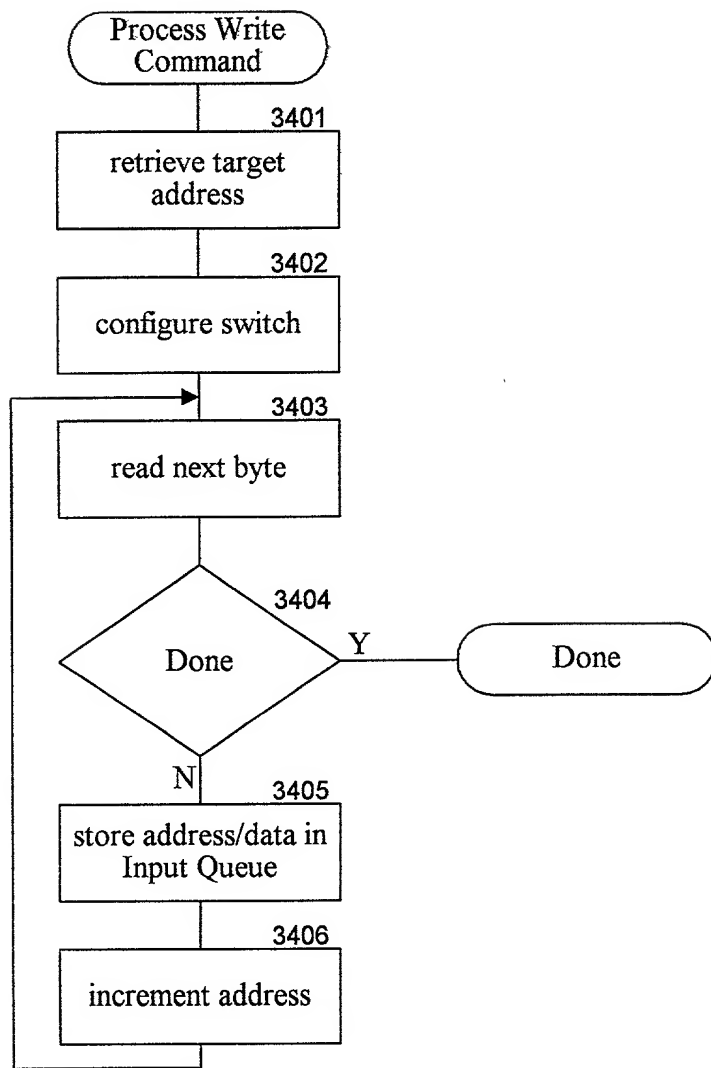 Process Write
Command
3401
retrieve target
address
3402
configure switch
3403
read next byte
3404
Done
Y
Done
N
3405
store address/data in
Input Queue
3406
increment address